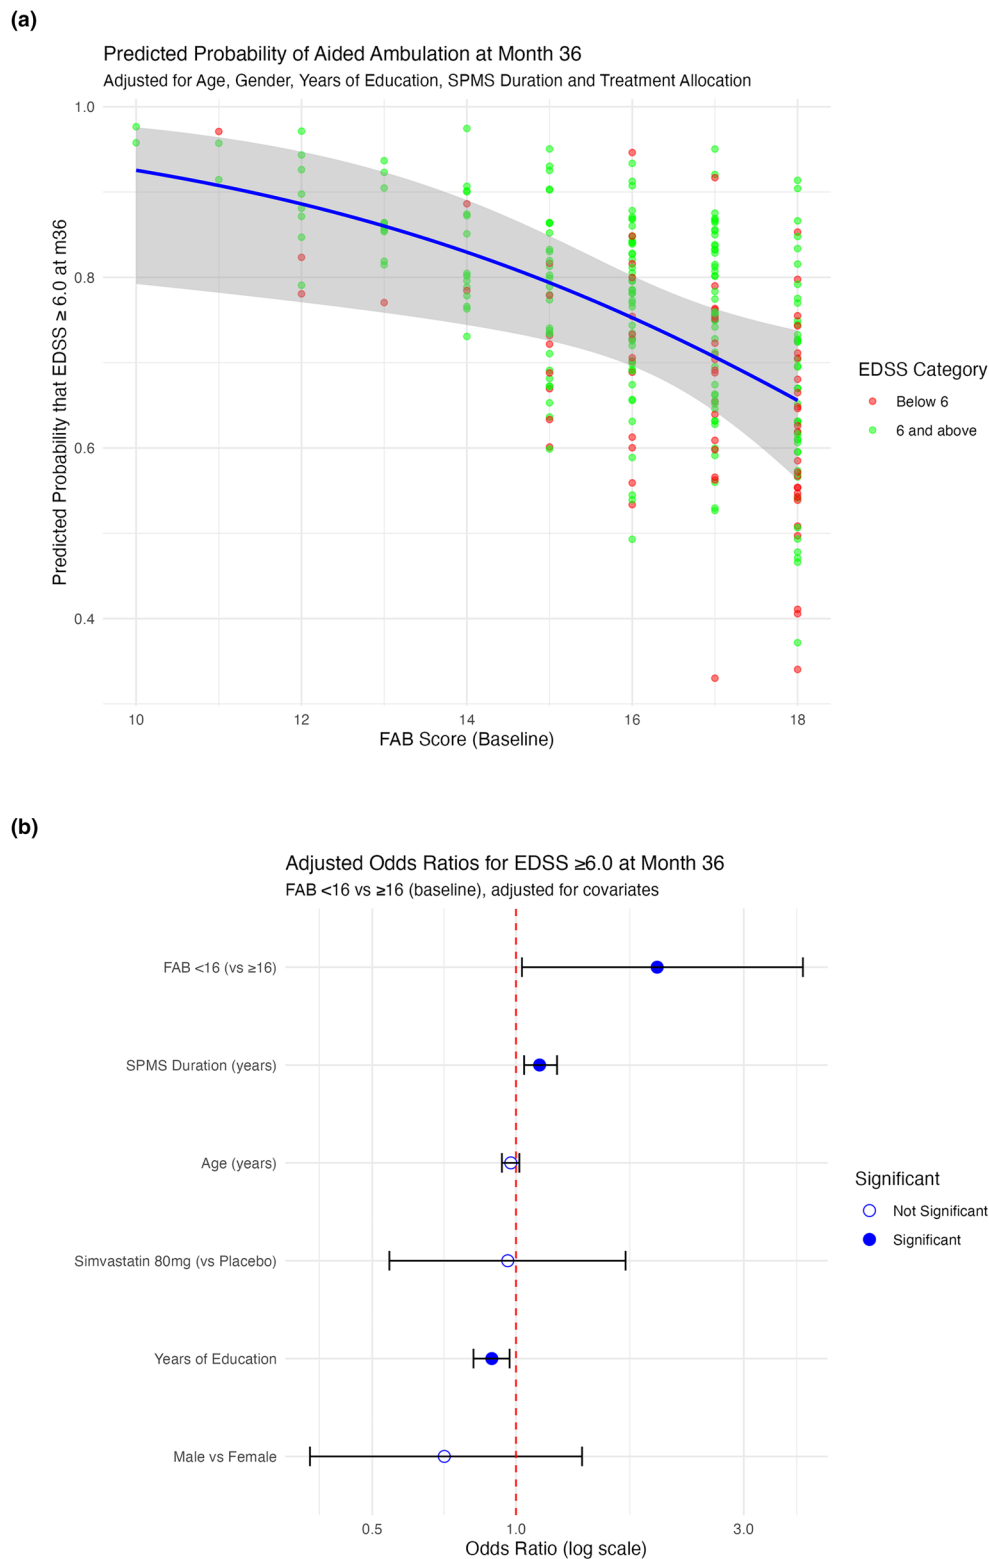 (a)
Predicted Probability of Aided Ambulation at Month 36
Adjusted for Age, Gender, Years of Education, SPMS Duration and Treatment Allocation
Predicted Probability that EDSS ≥ 6.0 at m36
1.0
0.8
0.6
0.4
10 12 14 16 18
FAB Score (Baseline)
EDSS Category
Below 6
6 and above
(b)
Adjusted Odds Ratios for EDSS ≥6.0 at Month 36
FAB <16 vs ≥16 (baseline), adjusted for covariates
FAB <16 (vs ≥16)
SPMS Duration (years)
Age (years)
Simvastatin 80mg (vs Placebo)
Years of Education
Male vs Female
0.5 1.0 3.0
Odds Ratio (log scale)
Significant
Not Significant
Significant